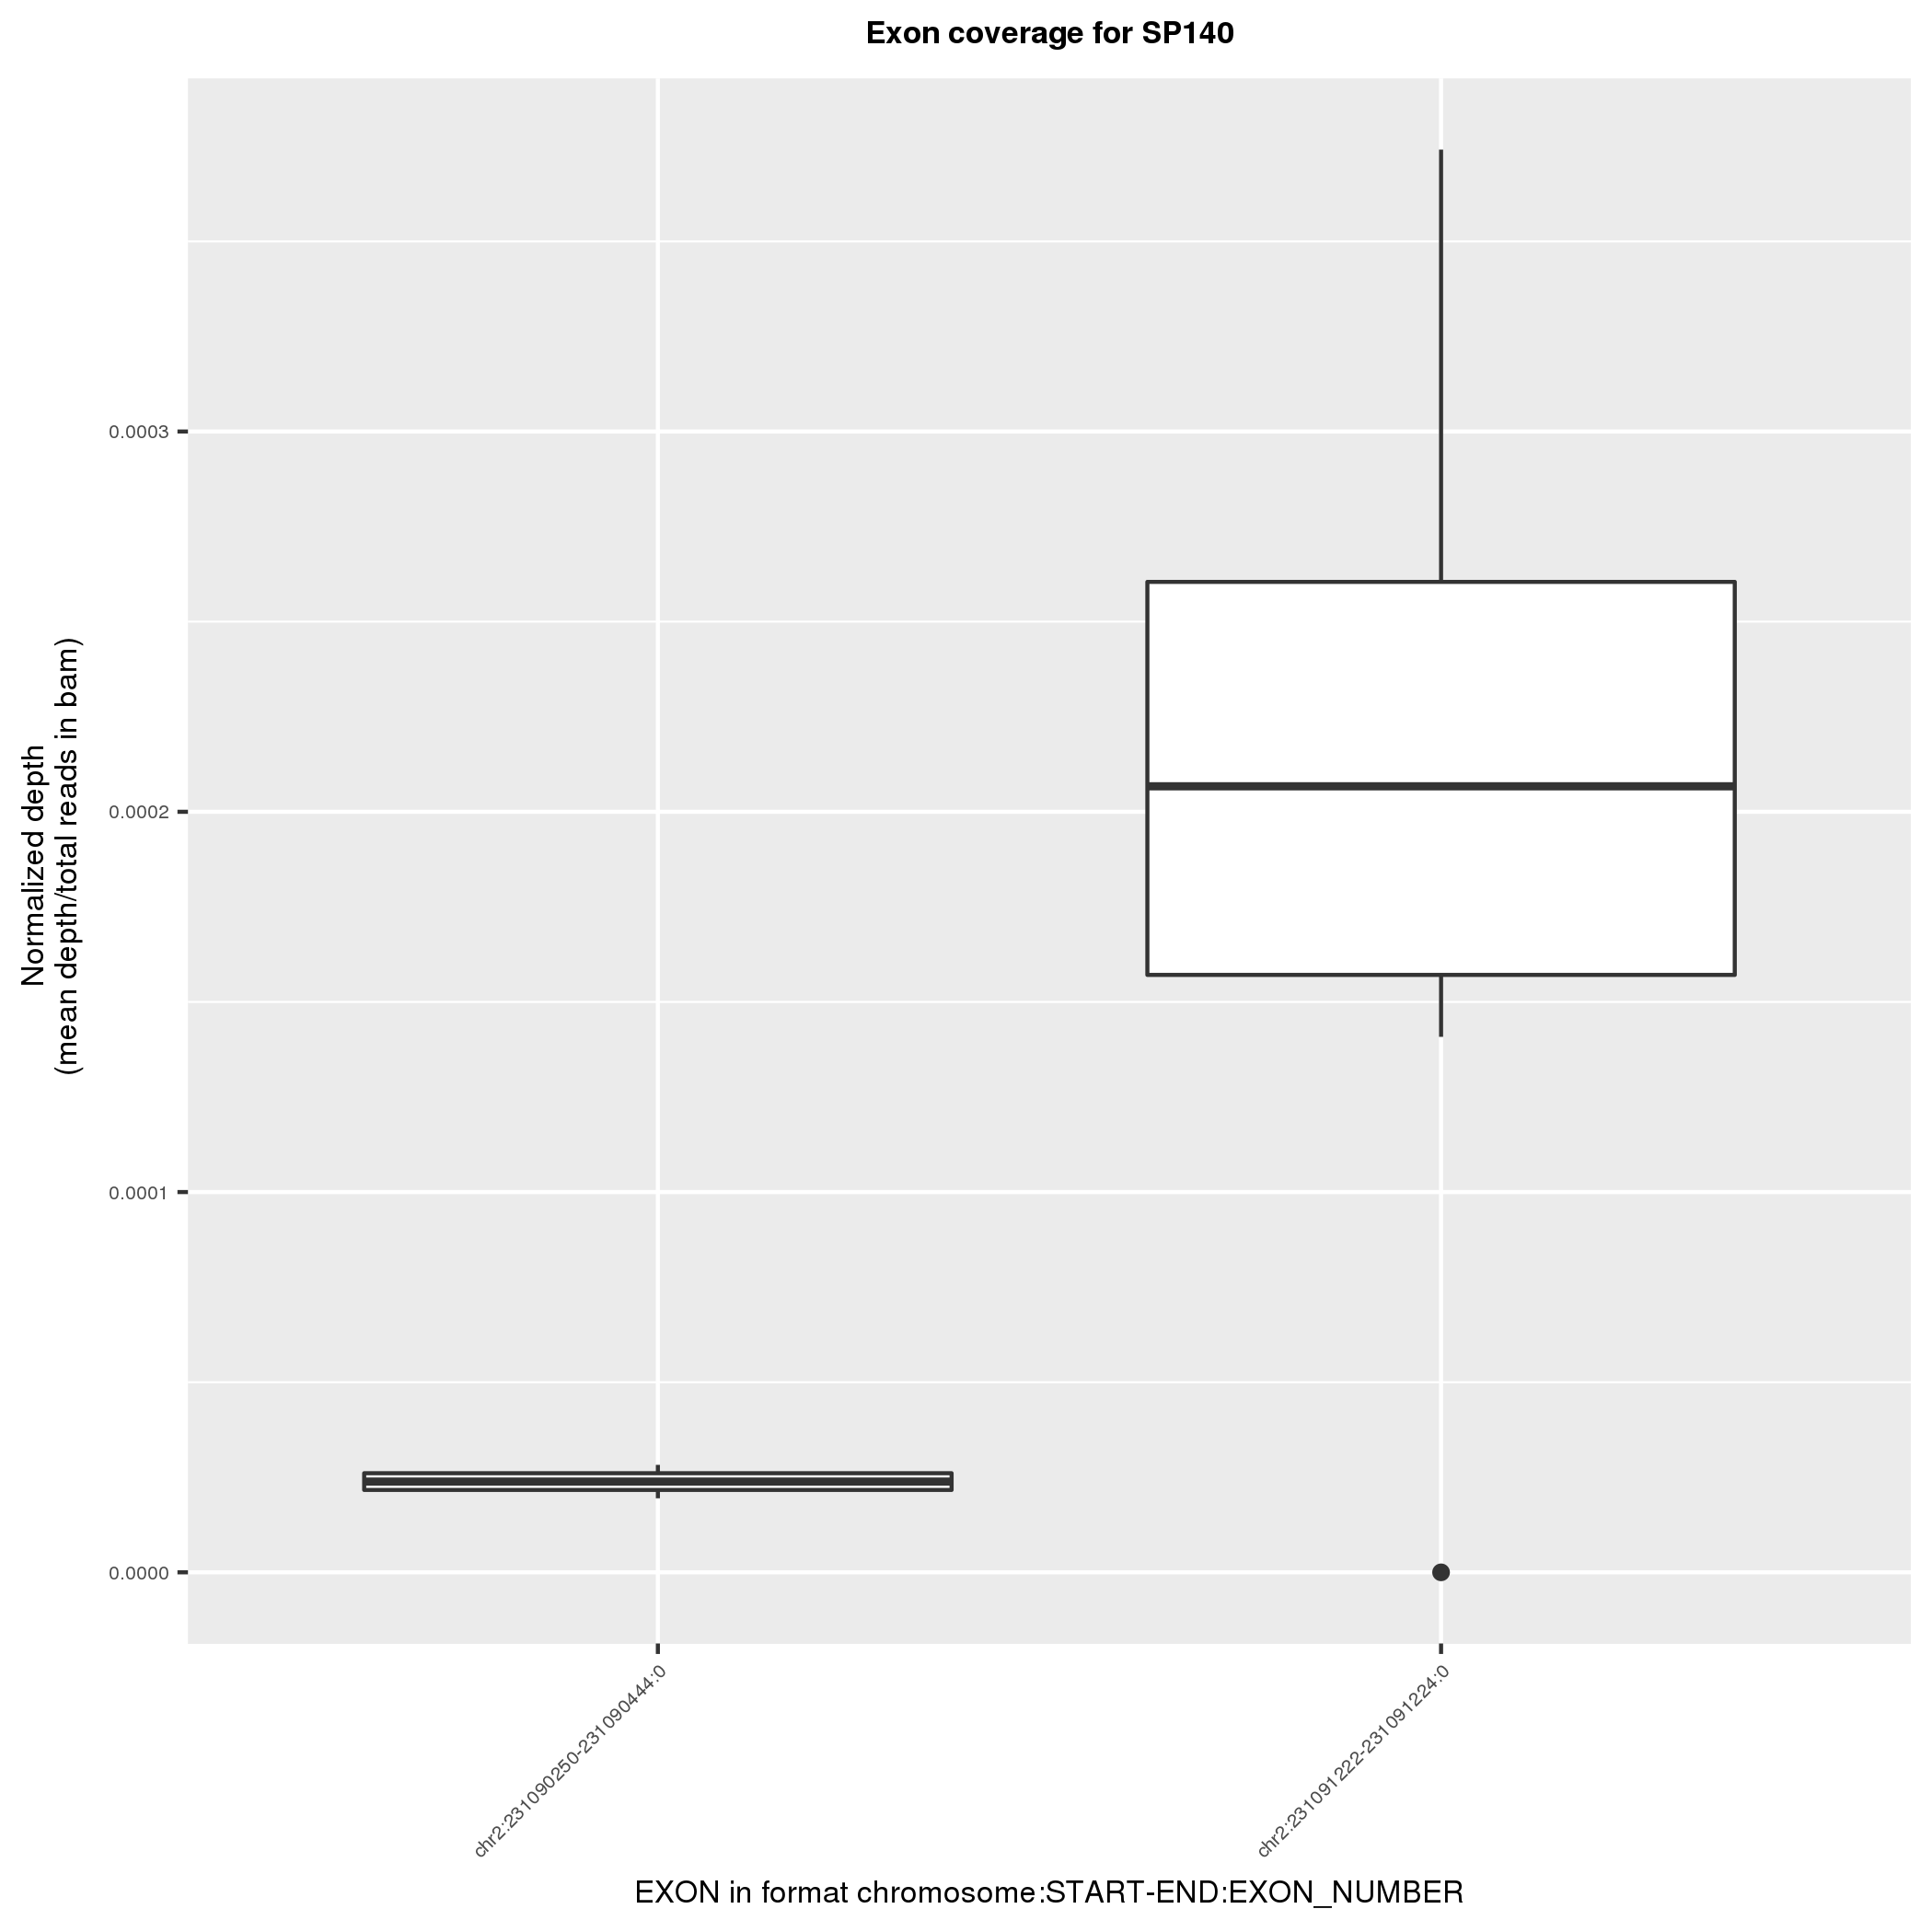 Exon coverage for SP140
Normalized depth
(mean depth/total reads in bam)
0.0003
0.0002
0.0001
0.0000
chr2:231090250-231090444:0
chr2:231091222-231091224:0
EXON in format chromosome:START-END:EXON_NUMBER